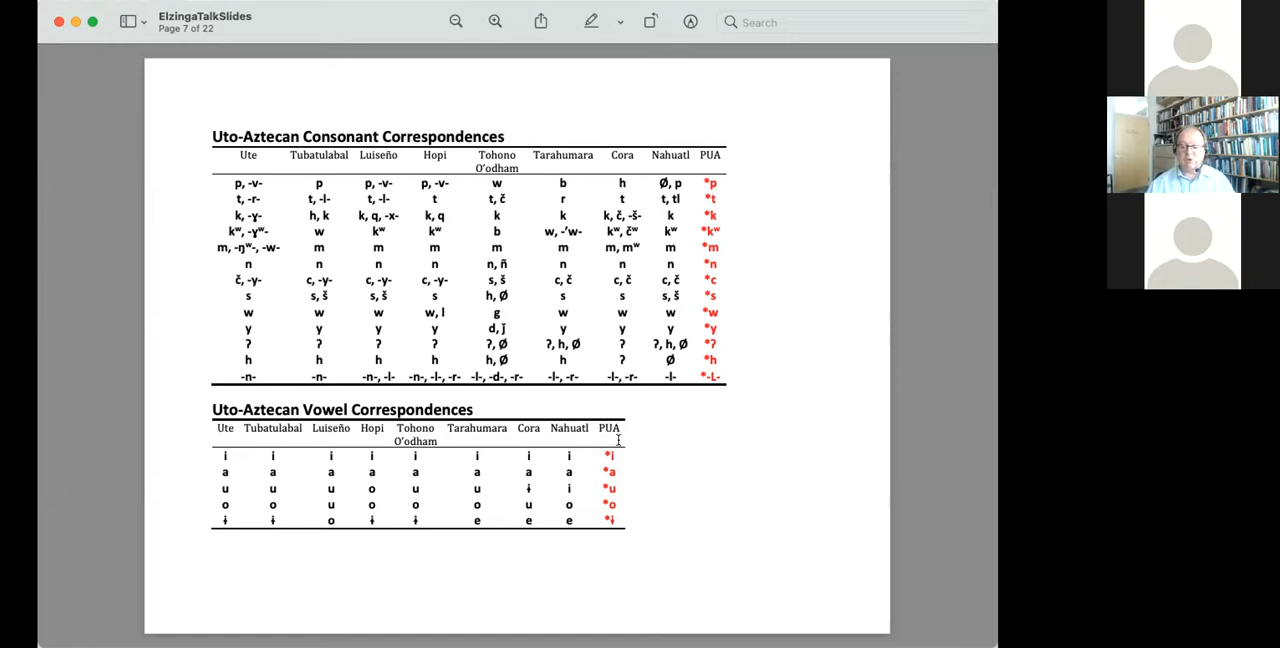 ElzingaTalkSlides
Page 7 of 22
Search
Uto-Aztecan Consonant Correspondences
Ute Tubatulabal Luiseño Hopi Tohono O'odham Tarahumara Cora Nahuatl PUA
p, -v- p p, -v- p, -v- w b h Ø, p *p
t, -r- t, -l- t, -l- t t, č r t t, tl *t
k, -ɣ- h, k k, q, -x- k, q k k k, č, -š- k *k
kʷ, -ɣʷ- w kʷ kʷ b w, -'w- kʷ, čʷ kʷ *kʷ
m, -ŋʷ-, -w- m m m m m m, mʷ m *m
n n n n n, ñ n n n *n
č, -y- c, -y- c, -y- c, -y- s, š c, č c, č c, č *c
s s, š s, š s h, Ø s s s, š *s
w w w w, l g w w w *w
y y y y d, ǰ y y y *y
ʔ ʔ ʔ ʔ ʔ, Ø ʔ, h, Ø ʔ ʔ, h, Ø *ʔ
h h h h h, Ø h ʔ Ø *h
-n- -n- -n-, -l- -n-, -l-, -r- -l-, -d-, -r- -l-, -r- -l-, -r- -l- *-L-
Uto-Aztecan Vowel Correspondences
Ute Tubatulabal Luiseño Hopi Tohono O'odham Tarahumara Cora Nahuatl PUA
i i i i i i i i *i
a a a a a a a a *a
u u u o u u ɨ i *u
o o u o o o u o *o
ɨ ɨ o ɨ ɨ e e e *ɨ